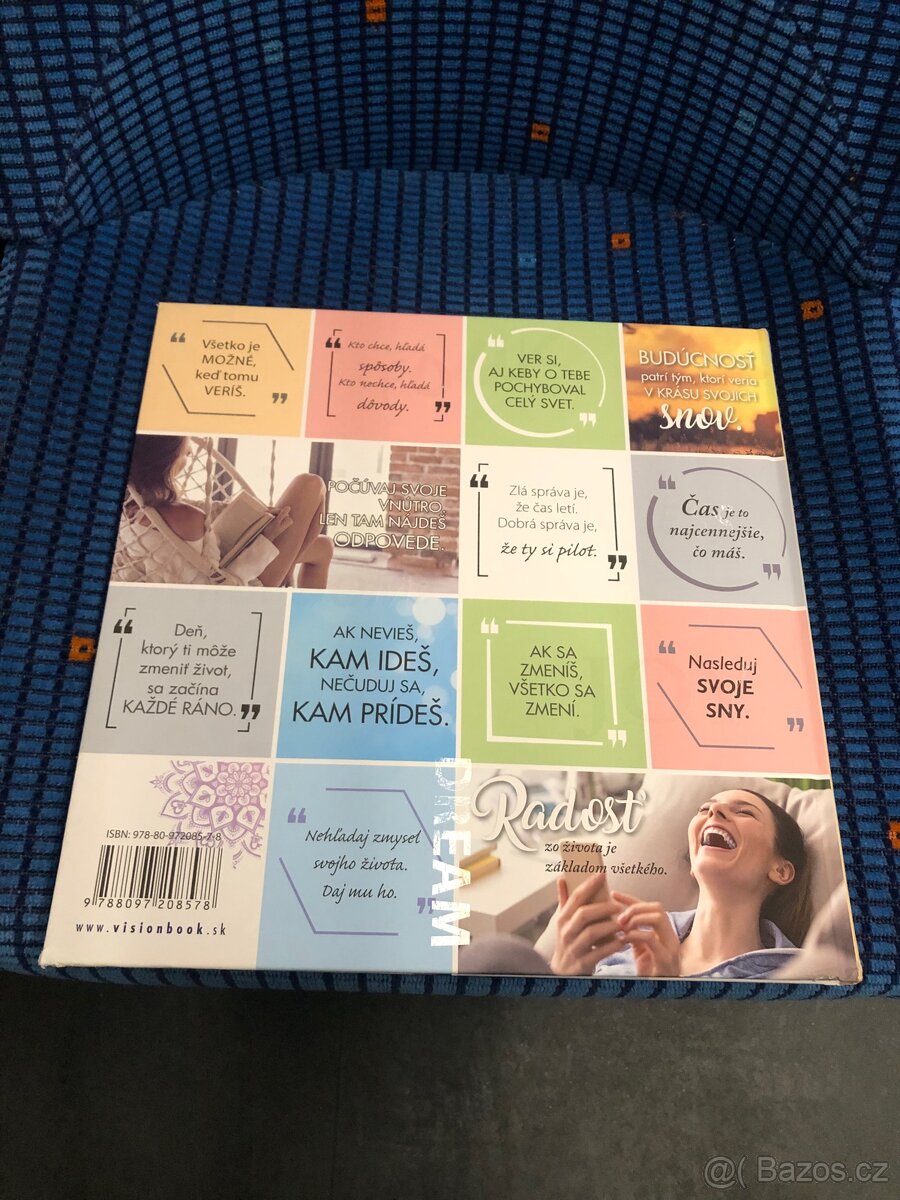 Všetko je
MOŽNÉ,
keď tomu
VERÍŠ.
Kto chce, hľadá
spôsoby.
Kto nechce, hľadá
dôvody.
VER SI,
AJ KEBY O TEBE
POCHYBOVAL
CELÝ SVET.
BUDÚCNOSŤ
patrí tým, ktorí veria
V KRÁSU SVOJICH
snov.
POČÚVAJ SVOJE
VNÚTRO.
LEN TAM NÁJDEŠ
ODPOVEDE.
Zlá správa je,
že čas letí.
Dobrá správa je,
že ty si pilot.
Čas je to
najcennejšie,
čo máš.
Deň,
ktorý ti môže
zmeniť život,
sa začína
KAŽDÉ RÁNO.
AK NEVIEŠ,
KAM IDEŠ,
NEČUDUJ SA,
KAM PRÍDEŠ.
AK SA
ZMENÍŠ,
VŠETKO SA
ZMENÍ.
Nasleduj
SVOJE
SNY.
ISBN: 978-80-972085-7-8
9 788097 208578
www.visionbook.sk
Nehľadaj zmysel
svojho života.
Daj mu ho.
DREAM
Radosť
zo života je
základom všetkého.
@( Bazos.cz